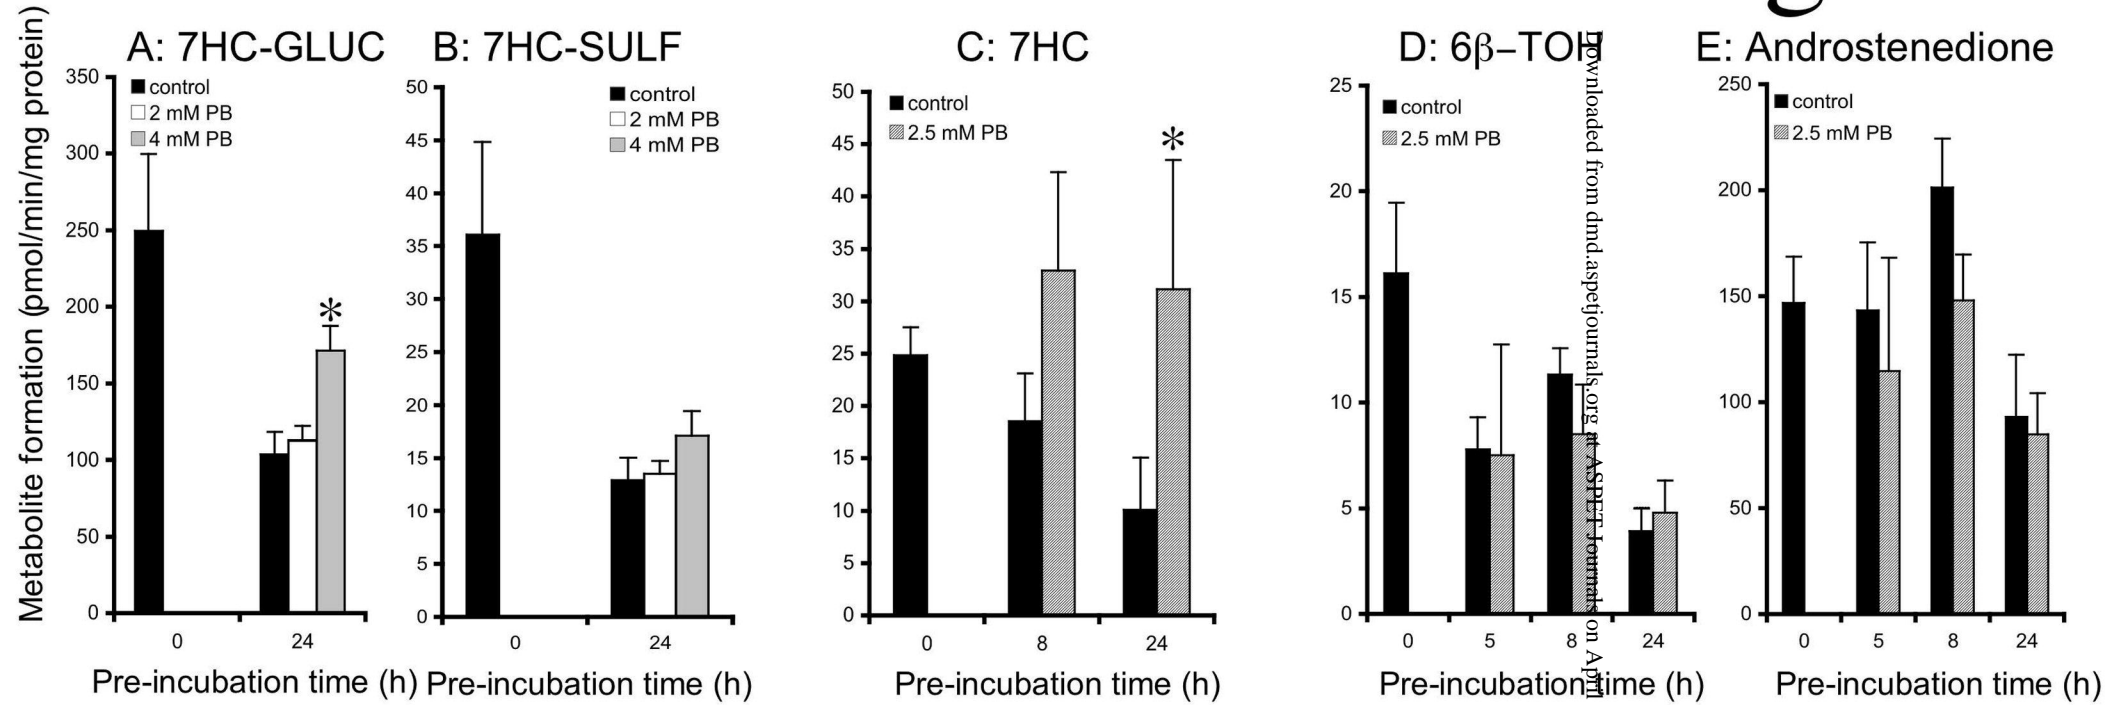 A: 7HC-GLUC
B: 7HC-SULF
C: 7HC
D: 6β–TOH
E: Androstenedione
Metabolite formation (pmol/min/mg protein)
350
300
250
200
150
100
50
0
control
2 mM PB
4 mM PB
*
0
24
Pre-incubation time (h)
50
45
40
35
30
25
20
15
10
5
0
control
2 mM PB
4 mM PB
0
24
Pre-incubation time (h)
50
45
40
35
30
25
20
15
10
5
0
control
2.5 mM PB
*
0
8
24
Pre-incubation time (h)
25
20
15
10
5
0
control
2.5 mM PB
0
5
8
24
Pre-incubation time (h)
Downloaded from dmd.aspetjournals.org at ASPET Journals on April
250
200
150
100
50
0
control
2.5 mM PB
0
5
8
24
Pre-incubation time (h)